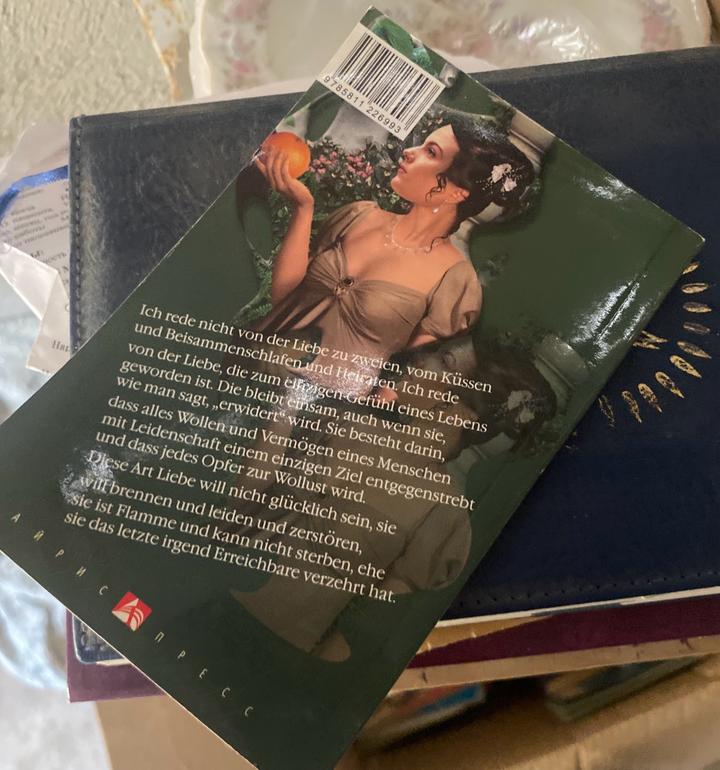 9785811 226993
Ich rede nicht von der Liebe zu zweien, vom Küssen
und Beisammenschlafen und Heiraten. Ich rede
von der Liebe, die zum einzigen Gefühl eines Lebens
geworden ist. Die bleibt einsam, auch wenn sie,
wie man sagt, „erwidert" wird. Sie besteht darin,
dass alles Wollen und Vermögen eines Menschen
mit Leidenschaft einem einzigen Ziel entgegenstrebt
und dass jedes Opfer zur Wollust wird.
Diese Art Liebe will nicht glücklich sein, sie
will brennen und leiden und zerstören,
sie ist Flamme und kann nicht sterben, ehe
sie das letzte irgend Erreichbare verzehrt hat.
АЙРИС ПРЕСС